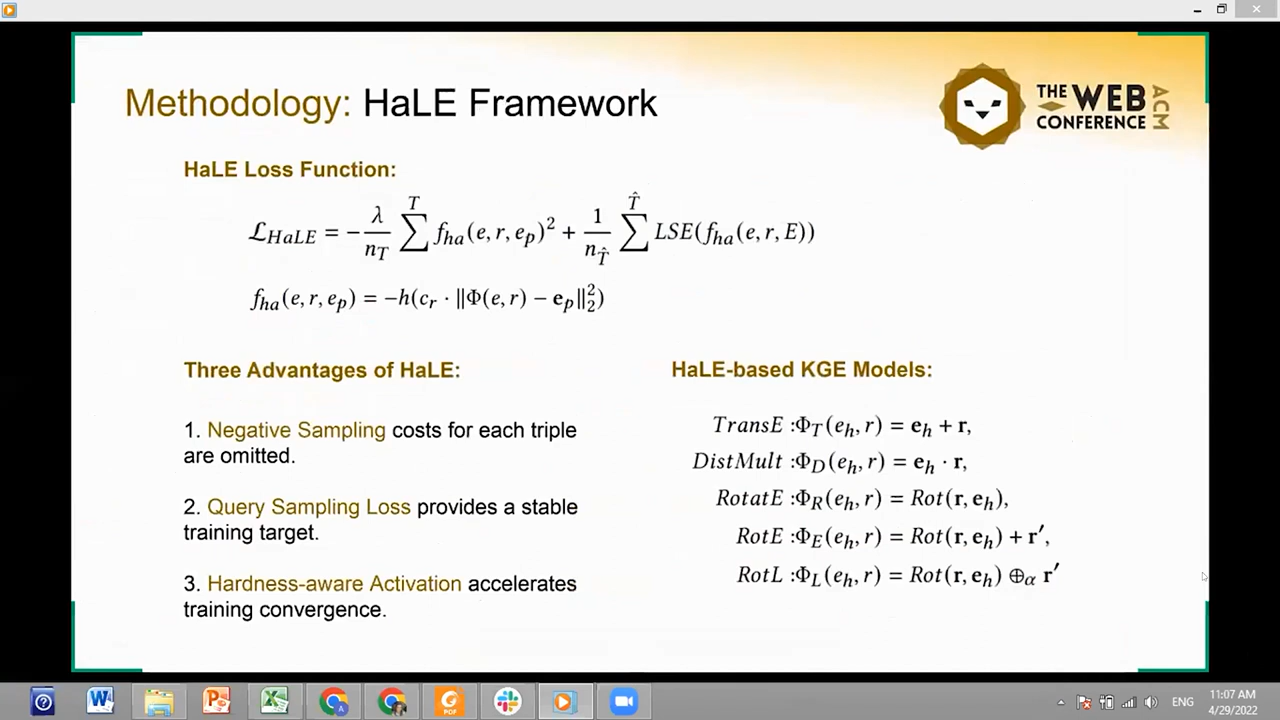 Methodology: HaLE Framework
THE WEB CONFERENCE ACM
HaLE Loss Function:
ℒ_HaLE = −λ/n_T ∑^T f_ha(e, r, e_p)² + 1/n_T̂ ∑^T̂ LSE(f_ha(e, r, E))
f_ha(e, r, e_p) = −h(c_r · ‖Φ(e, r) − e_p‖₂²)
Three Advantages of HaLE:
1. Negative Sampling costs for each triple
are omitted.
2. Query Sampling Loss provides a stable
training target.
3. Hardness-aware Activation accelerates
training convergence.
HaLE-based KGE Models:
TransE :Φ_T(e_h, r) = e_h + r,
DistMult :Φ_D(e_h, r) = e_h · r,
RotatE :Φ_R(e_h, r) = Rot(r, e_h),
RotE :Φ_E(e_h, r) = Rot(r, e_h) + r′,
RotL :Φ_L(e_h, r) = Rot(r, e_h) ⊕_α r′
ENG
11:07 AM
4/29/2022